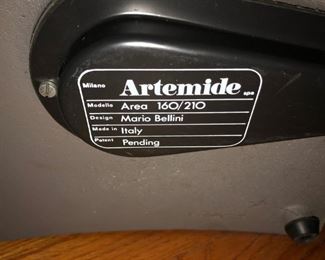 Milano Artemide spa
Modello Area 160/210
Design Mario Bellini
Made in Italy
Patent Pending